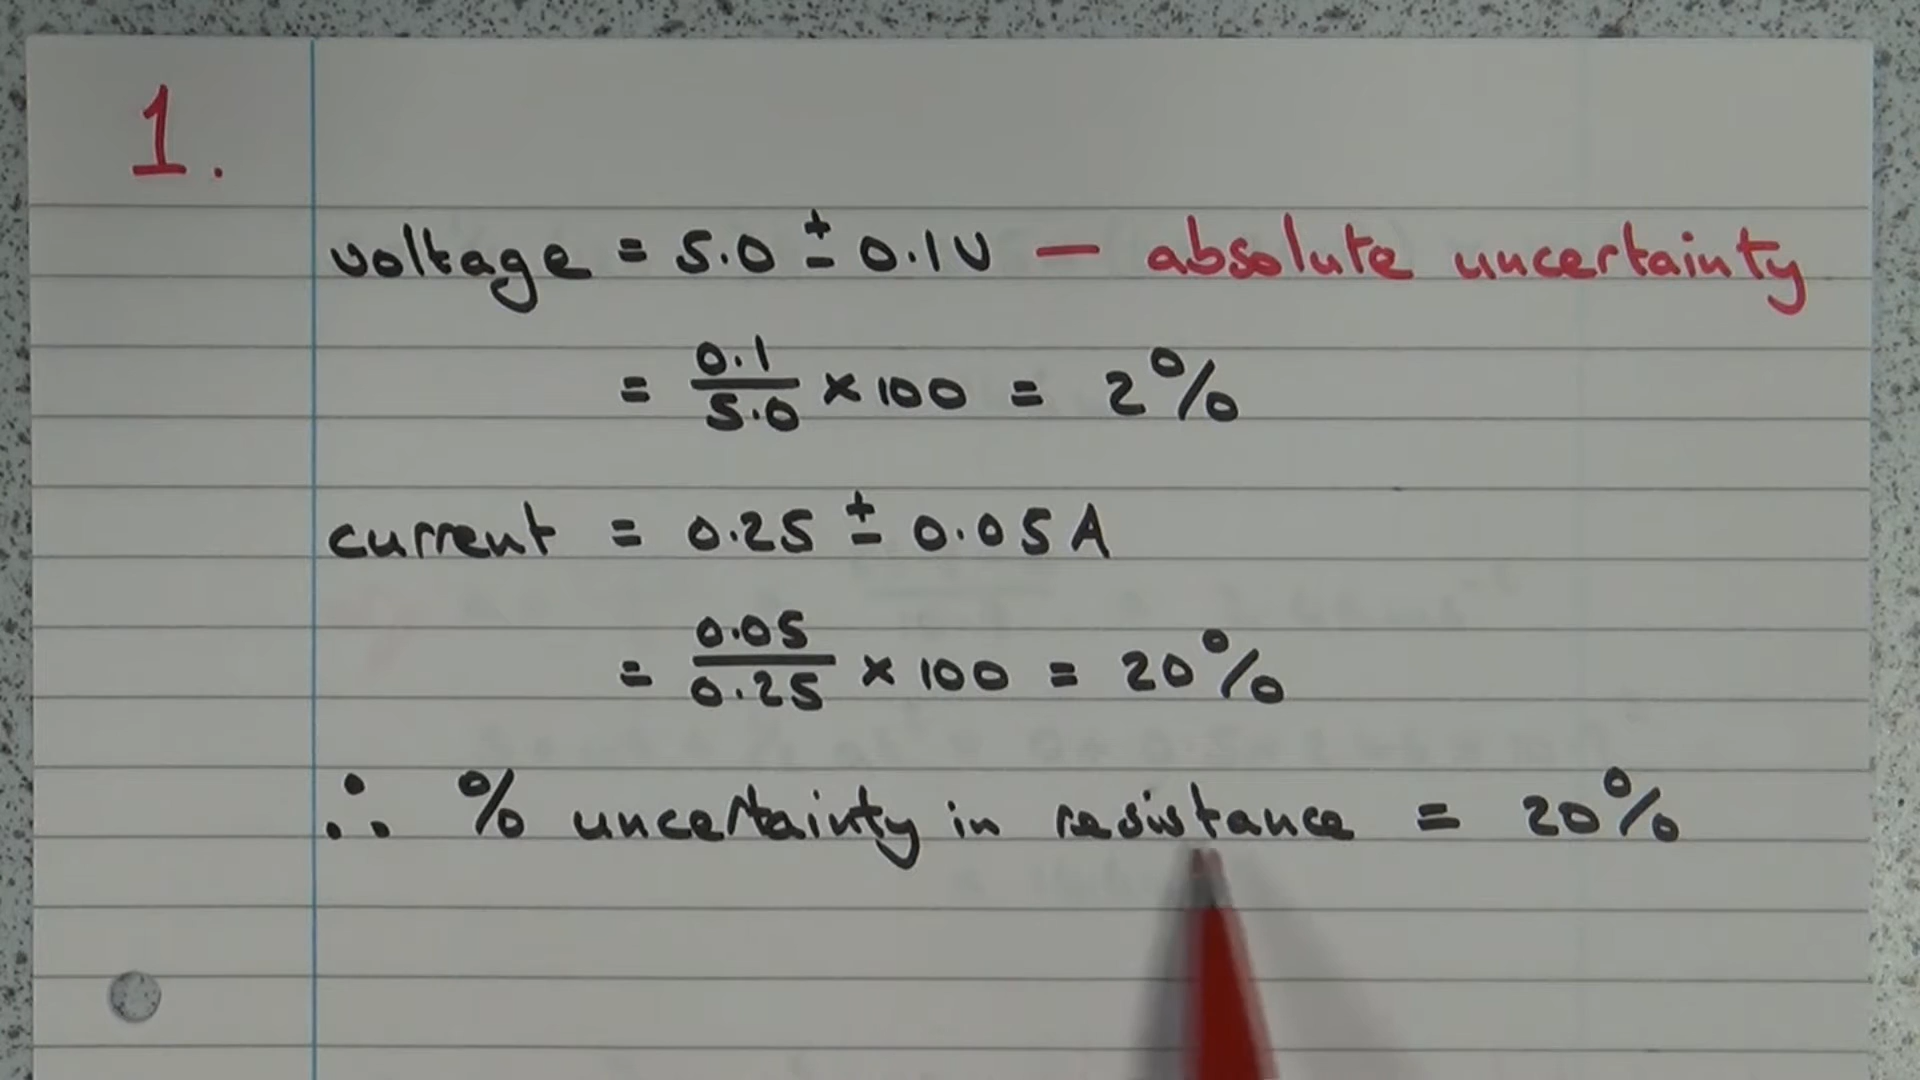 1.
voltage = 5.0 ± 0.1V — absolute uncertainty
= 0.1/5.0 × 100 = 2%
current = 0.25 ± 0.05A
= 0.05/0.25 × 100 = 20%
∴ % uncertainty in resistance = 20%